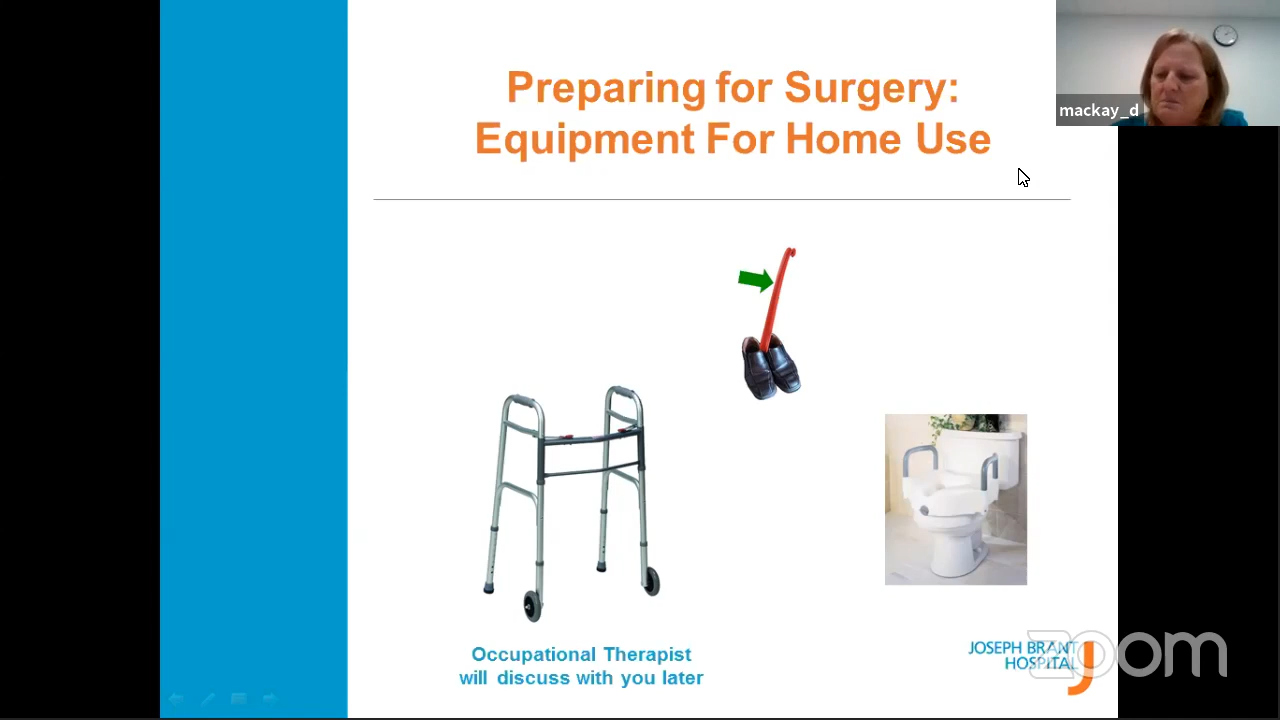 Preparing for Surgery:
Equipment For Home Use
mackay_d
Occupational Therapist
will discuss with you later
JOSEPH BRANT
HOSPITAL
zoom